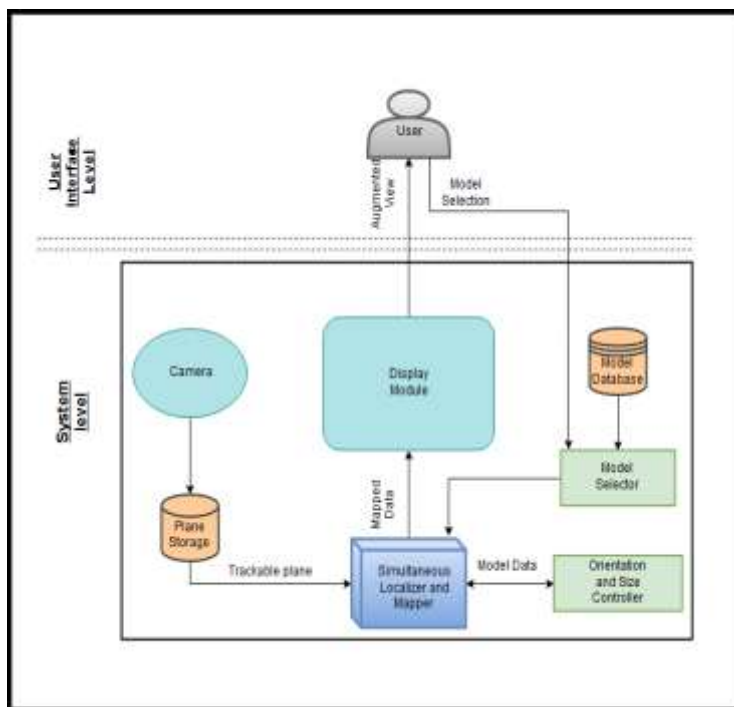 User
Interface
Level
User
Augmented
View
Model
Selection
System
level
Camera
Display
Module
Model
Database
Model
Selector
Mapped
Data
Plane
Storage
Trackable plane
Simultaneous
Localizer and
Mapper
Model Data
Orientation
and Size
Controller